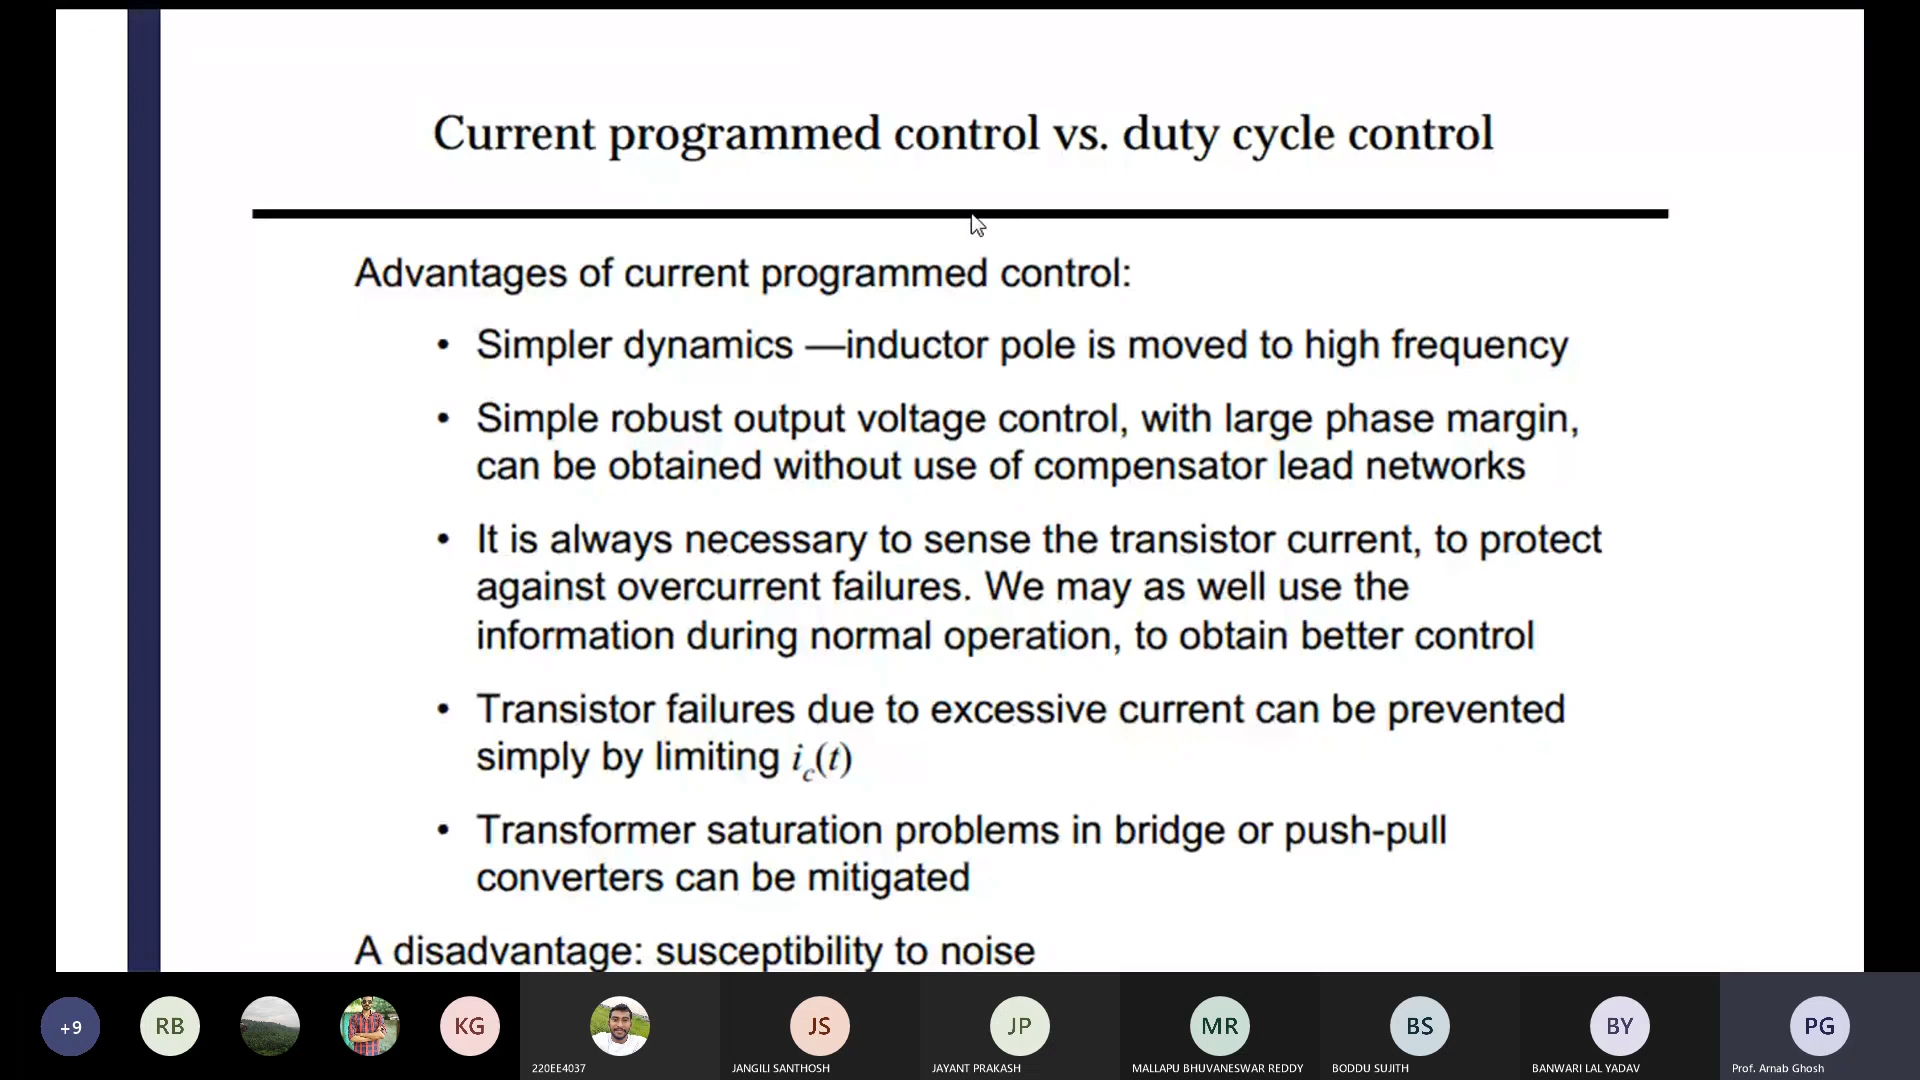 Current programmed control vs. duty cycle control
Advantages of current programmed control:
• Simpler dynamics —inductor pole is moved to high frequency
• Simple robust output voltage control, with large phase margin,
can be obtained without use of compensator lead networks
• It is always necessary to sense the transistor current, to protect
against overcurrent failures. We may as well use the
information during normal operation, to obtain better control
• Transistor failures due to excessive current can be prevented
simply by limiting i_c(t)
• Transformer saturation problems in bridge or push-pull
converters can be mitigated
A disadvantage: susceptibility to noise
+9 RB KG JS JP MR BS BY PG
220EE4037 JANGILI SANTHOSH JAYANT PRAKASH MALLAPU BHUVANESWAR REDDY BODDU SUJITH BANWARI LAL YADAV Prof. Arnab Ghosh